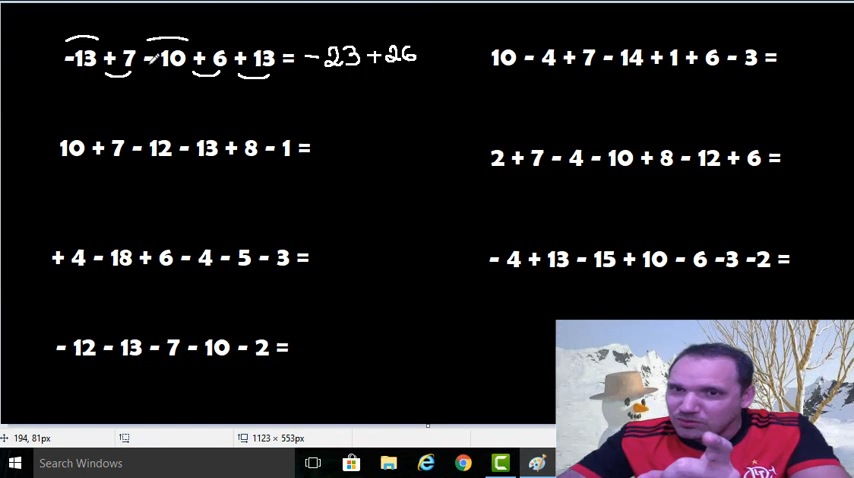 -13 + 7 - 10 + 6 + 13 = - 23 + 26
10 + 7 - 12 - 13 + 8 - 1 =
+ 4 - 18 + 6 - 4 - 5 - 3 =
- 12 - 13 - 7 - 10 - 2 =
10 - 4 + 7 - 14 + 1 + 6 - 3 =
2 + 7 - 4 - 10 + 8 - 12 + 6 =
- 4 + 13 - 15 + 10 - 6 -3 -2 =
194, 81px
1123 × 553px
Search Windows